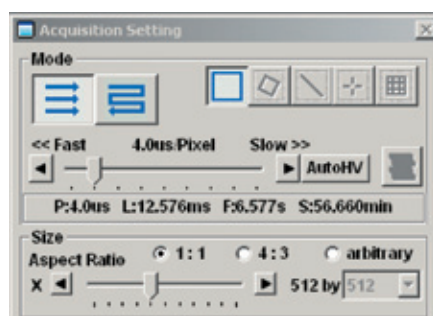 Acquisition Setting
Mode
<< Fast 4.0us/Pixel Slow >>
AutoHV
P:4.0us L:12.576ms F:6.577s S:56.660min
Size
Aspect Ratio 1:1 4:3 arbitrary
X 512 by 512